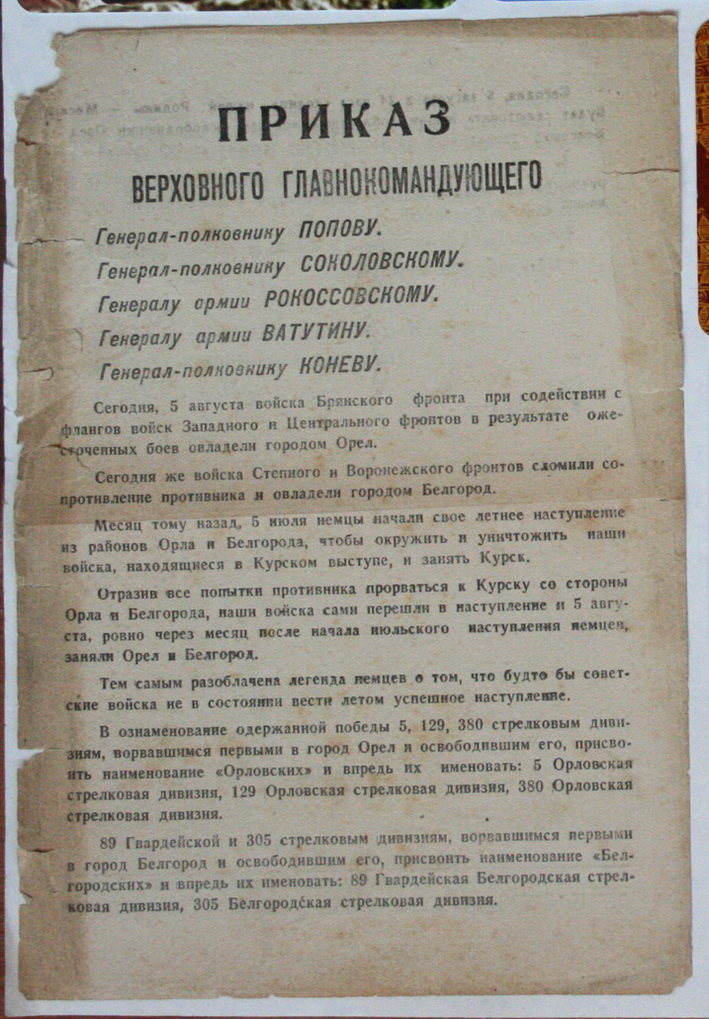 ПРИКАЗ
ВЕРХОВНОГО ГЛАВНОКОМАНДУЮЩЕГО
Генерал-полковнику ПОПОВУ.
Генерал-полковнику СОКОЛОВСКОМУ.
Генералу армии РОКОССОВСКОМУ.
Генералу армии ВАТУТИНУ.
Генерал-полковнику КОНЕВУ.
Сегодня, 5 августа войска Брянского фронта при содействии с
флангов войск Западного и Центрального фронтов в результате оже-
сточенных боев овладели городом Орел.
Сегодня же войска Степного и Воронежского фронтов сломили со-
противление противника и овладели городом Белгород.
Месяц тому назад, 5 июля немцы начали свое летнее наступление
из районов Орла и Белгорода, чтобы окружить и уничтожить наши
войска, находящиеся в Курском выступе, и занять Курск.
Отразив все попытки противника прорваться к Курску со стороны
Орла и Белгорода, наши войска сами перешли в наступление и 5 авгу-
ста, ровно через месяц после начала июльского наступления немцев,
заняли Орел и Белгород.
Тем самым разоблачена легенда немцев о том, что будто бы совет-
ские войска не в состоянии вести летом успешное наступление.
В ознаменование одержанной победы 5, 129, 380 стрелковым диви-
зиям, ворвавшимся первыми в город Орел и освободившим его, присво-
ить наименование «Орловских» и впредь их именовать: 5 Орловская
стрелковая дивизия, 129 Орловская стрелковая дивизия, 380 Орловская
стрелковая дивизия.
89 Гвардейской и 305 стрелковым дивизиям, ворвавшимся первыми
в город Белгород и освободившим его, присвоить наименование «Бел-
городских» и впредь их именовать: 89 Гвардейская Белгородская стрел-
ковая дивизия, 305 Белгородская стрелковая дивизия.